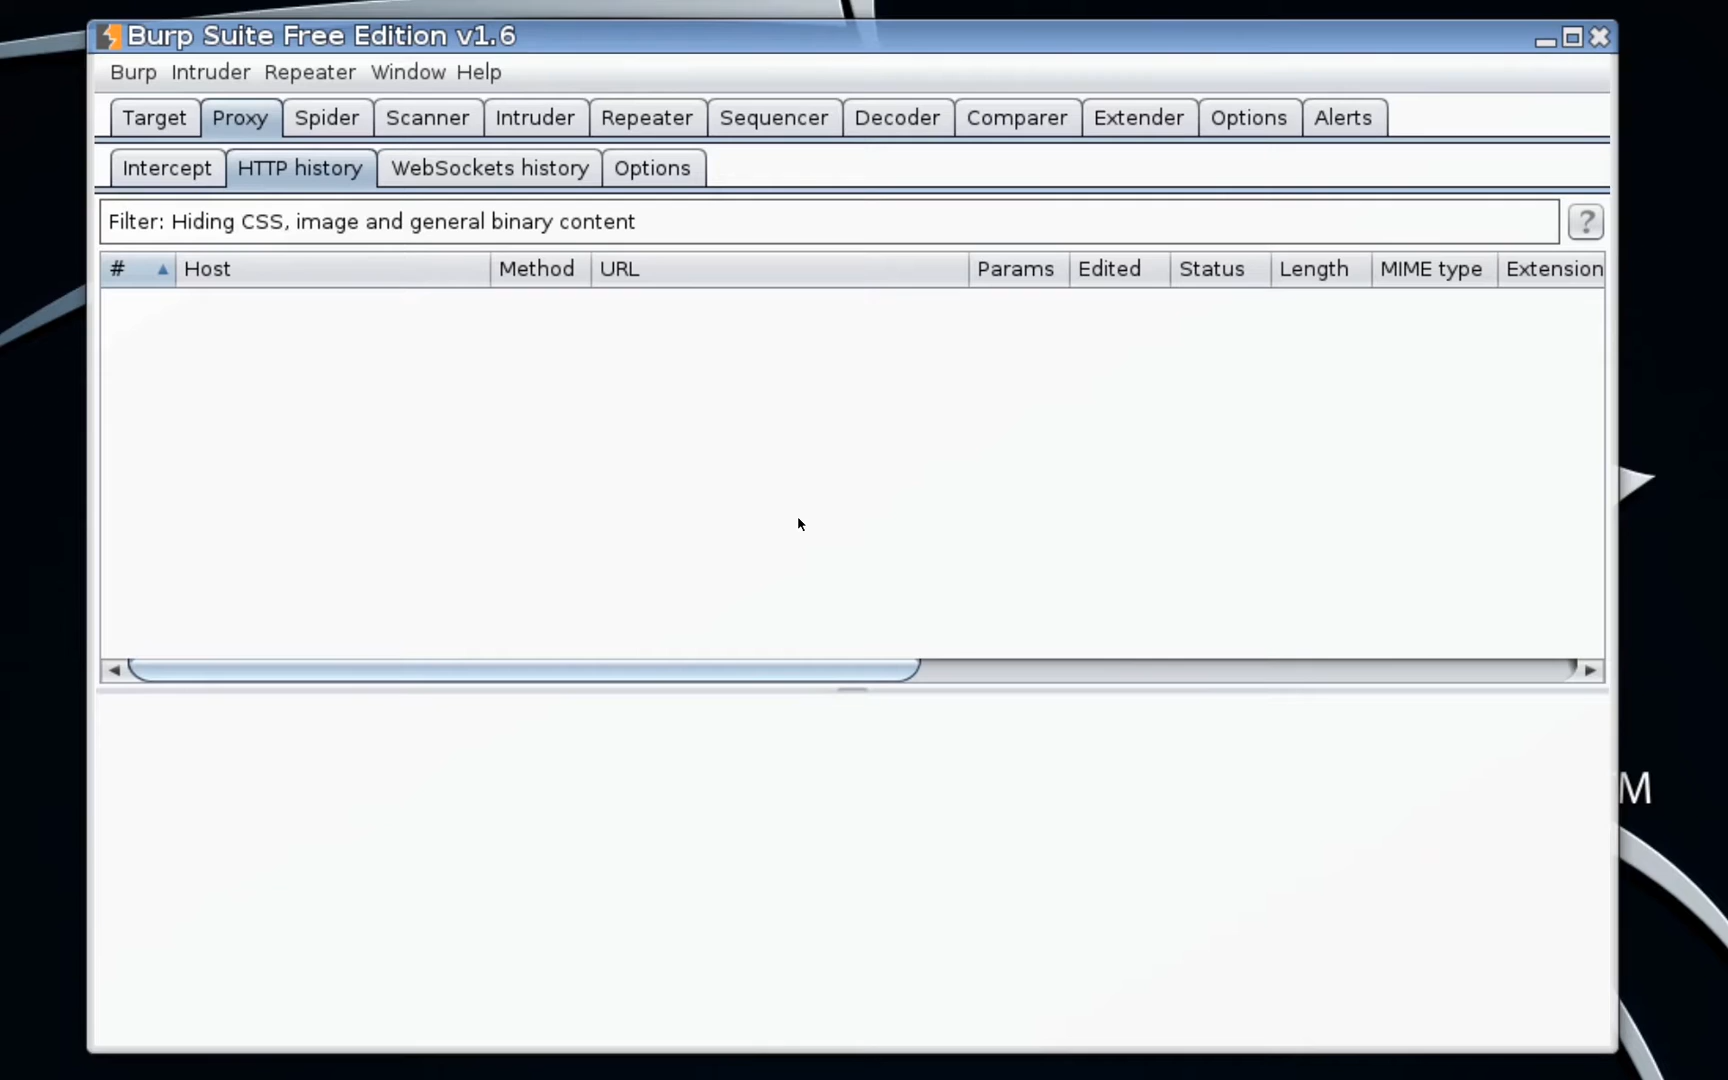 Burp Suite Free Edition v1.6
Burp Intruder Repeater Window Help
Target Proxy Spider Scanner Intruder Repeater Sequencer Decoder Comparer Extender Options Alerts
Intercept HTTP history WebSockets history Options
Filter: Hiding CSS, image and general binary content ?
# Host Method URL Params Edited Status Length MIME type Extension
M